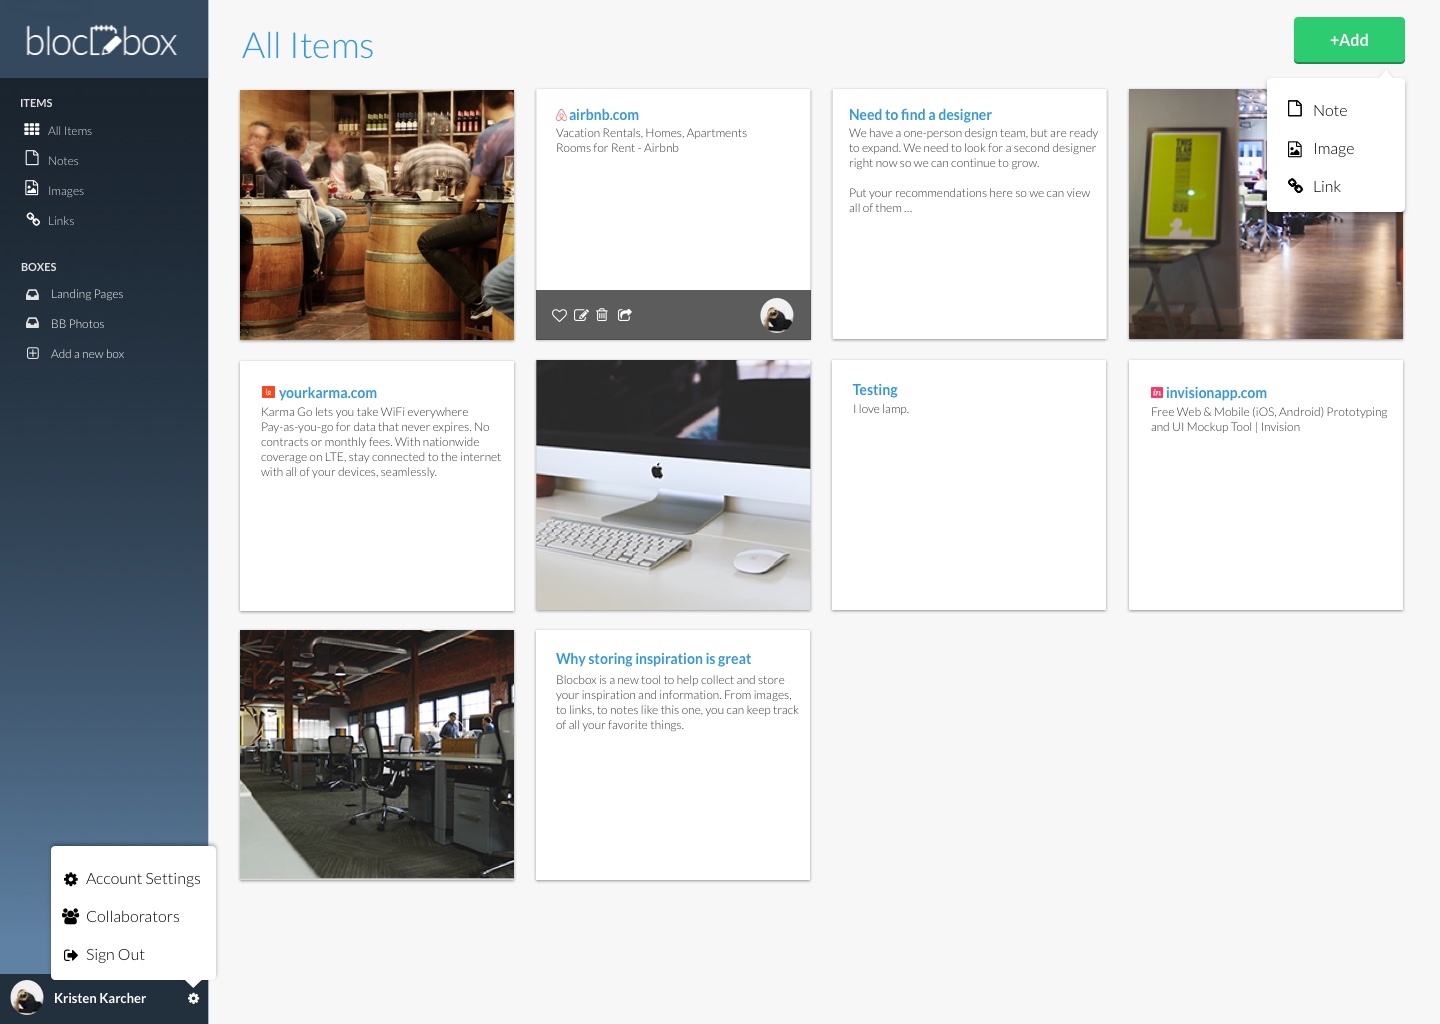 blocbox
ITEMS
All Items
Notes
Images
Links
BOXES
Landing Pages
BB Photos
Add a new box
Account Settings
Collaborators
Sign Out
Kristen Karcher
All Items
+Add
Note
Image
Link
airbnb.com
Vacation Rentals, Homes, Apartments
Rooms for Rent - Airbnb
Need to find a designer
We have a one-person design team, but are ready
to expand. We need to look for a second designer
right now so we can continue to grow.
Put your recommendations here so we can view
all of them ...
THIS
IS AN
yourkarma.com
Karma Go lets you take WiFi everywhere
Pay-as-you-go for data that never expires. No
contracts or monthly fees. With nationwide
coverage on LTE, stay connected to the internet
with all of your devices, seamlessly.
Testing
I love lamp.
in
invisionapp.com
Free Web & Mobile (iOS, Android) Prototyping
and UI Mockup Tool | Invision
Why storing inspiration is great
Blocbox is a new tool to help collect and store
your inspiration and information. From images,
to links, to notes like this one, you can keep track
of all your favorite things.